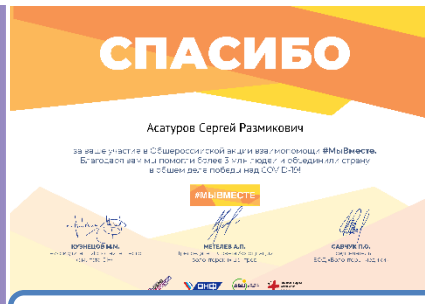 СПАСИБО
Асатуров Сергей Размикович
за ваше участие в Общероссийской акции взаимопомощи #МыВместе.
Благодаря вам мы помогли более 3 млн людей и объединили страну
в общем деле победы над COVID-19!
#МЫВМЕСТЕ
КУЗНЕЦОВ М.М. МЕТЕЛЕВ А.П. САВЧУК П.О.
ОНФ